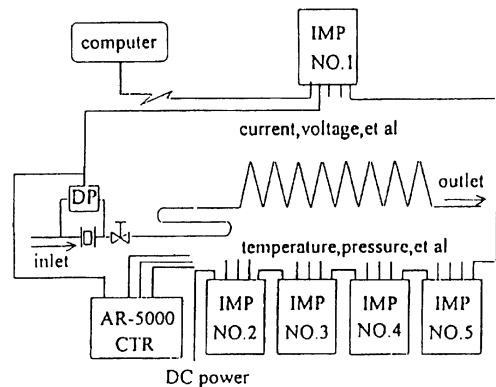 computer
IMP
NO.1
current,voltage,et al
DP
outlet
inlet
temperature,pressure,et al
AR-5000
CTR
IMP
NO.2
IMP
NO.3
IMP
NO.4
IMP
NO.5
DC power